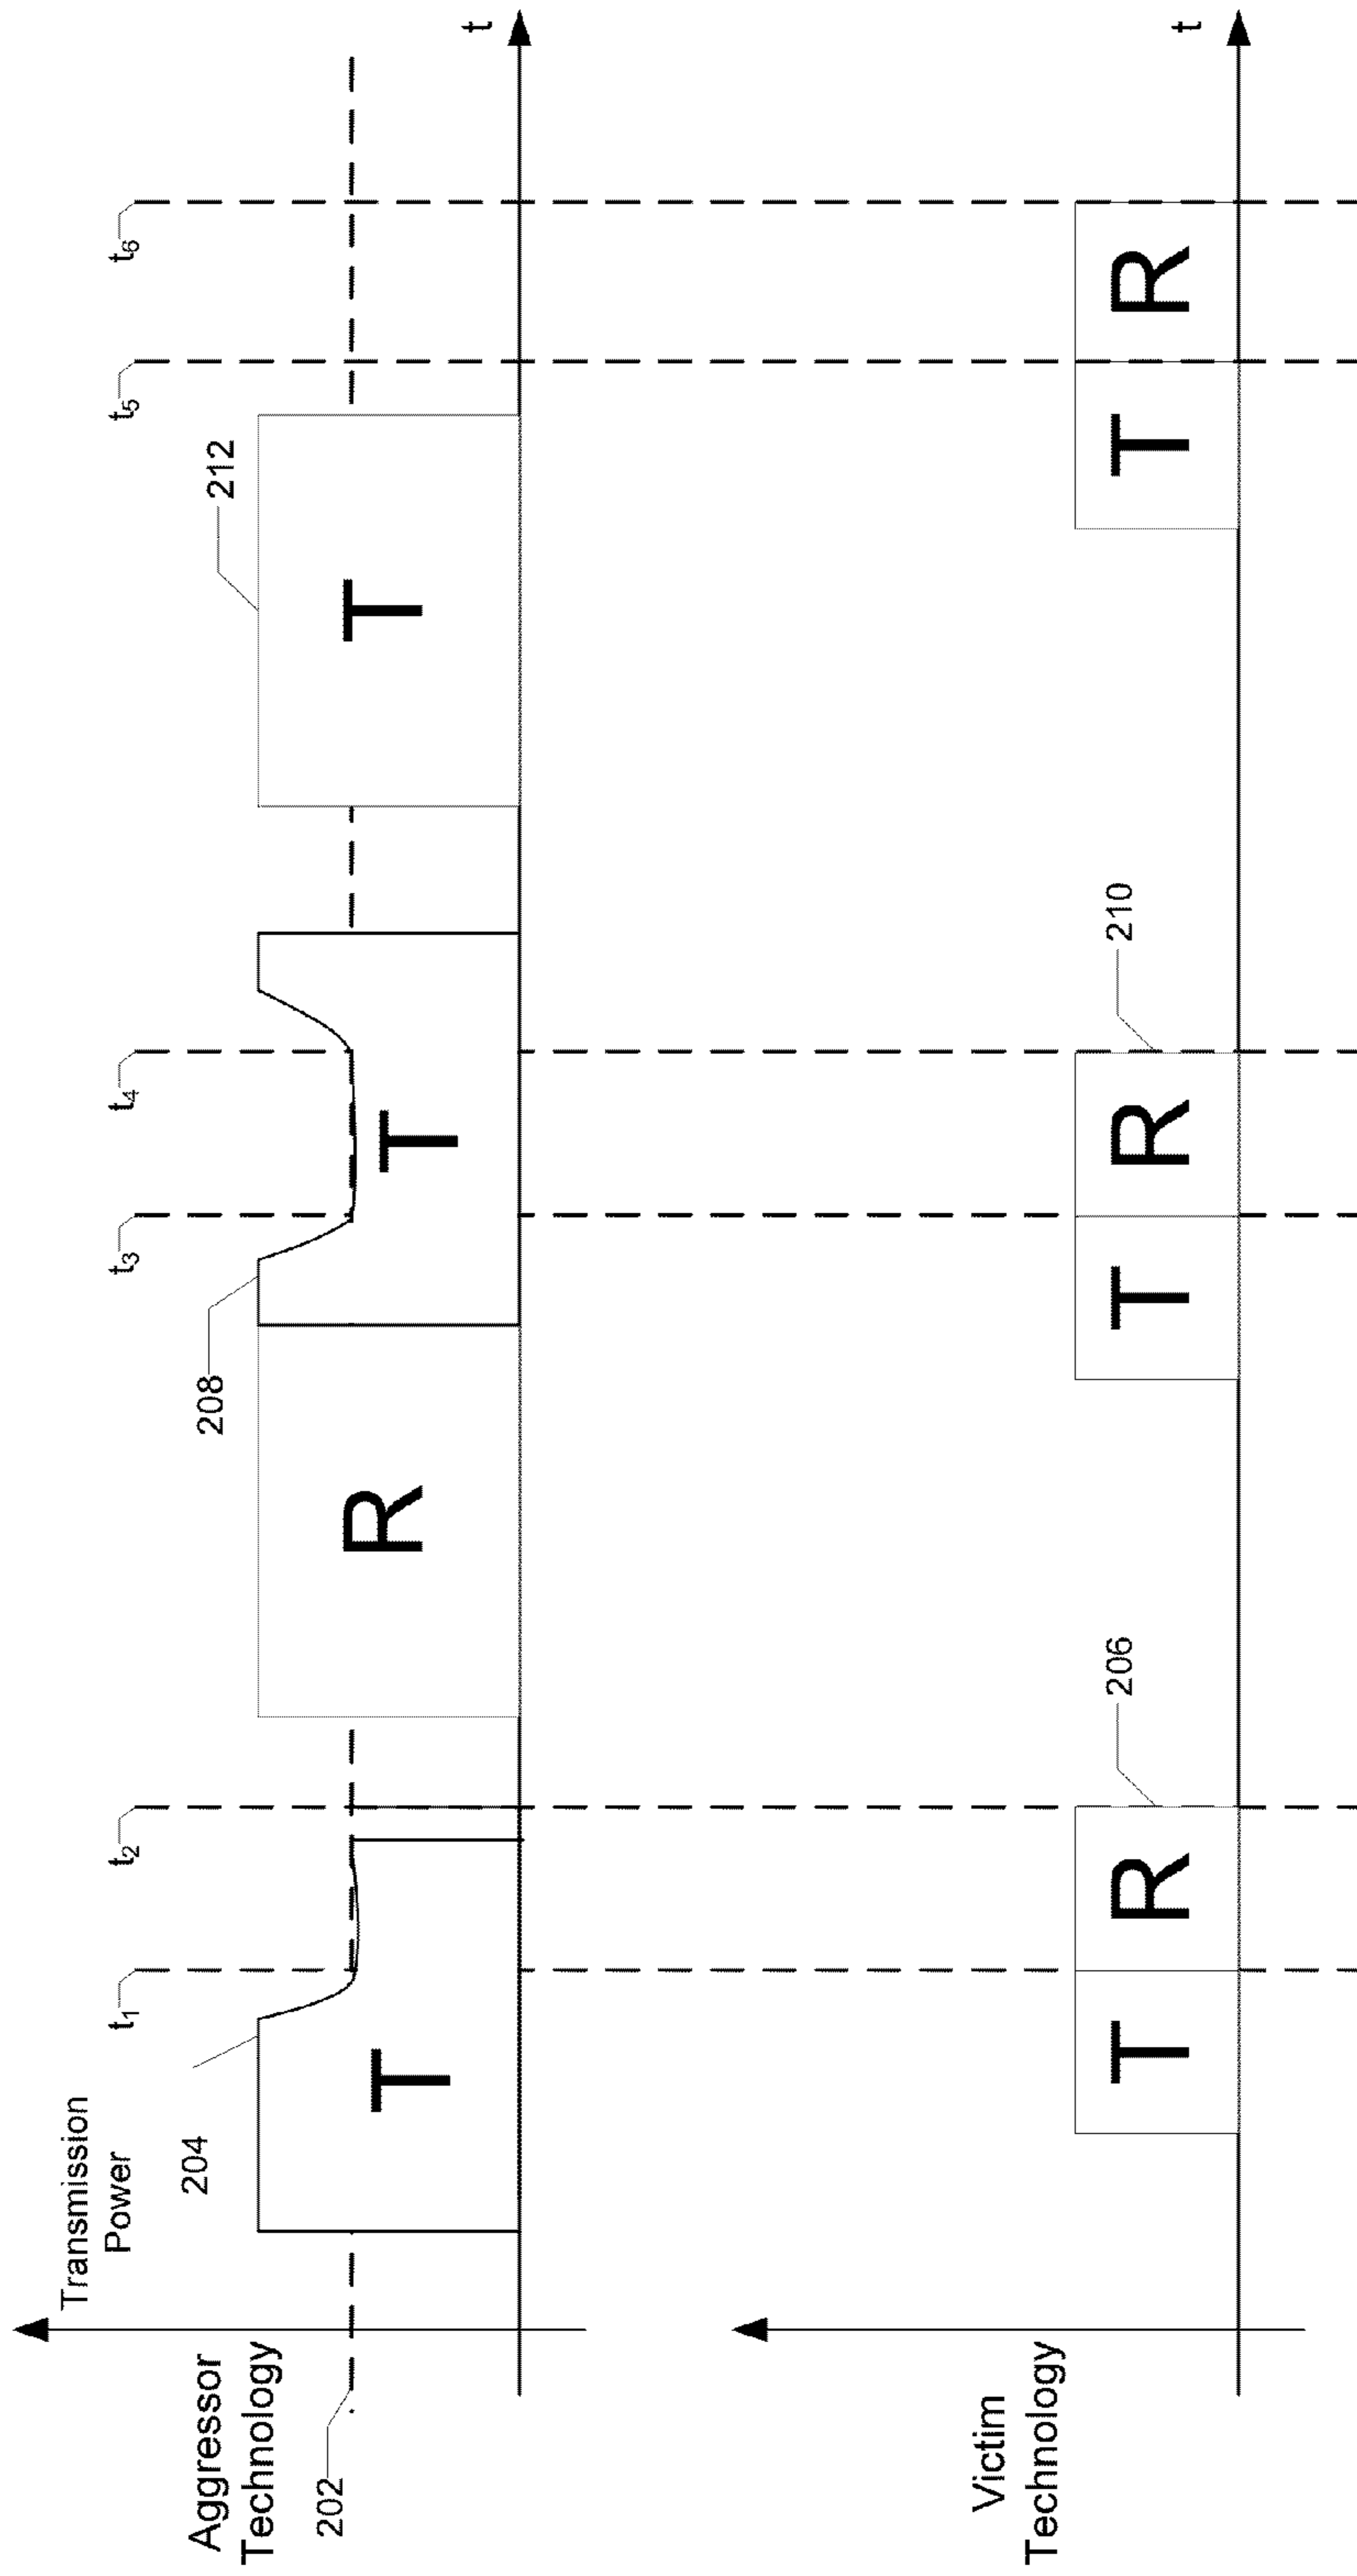 Transmission
Power
Aggressor
Technology
202
204
t1
t2
208
t3
t4
212
t5
t6
T
R
T
T
t
Victim
Technology
206
210
T
R
T
R
T
R
t